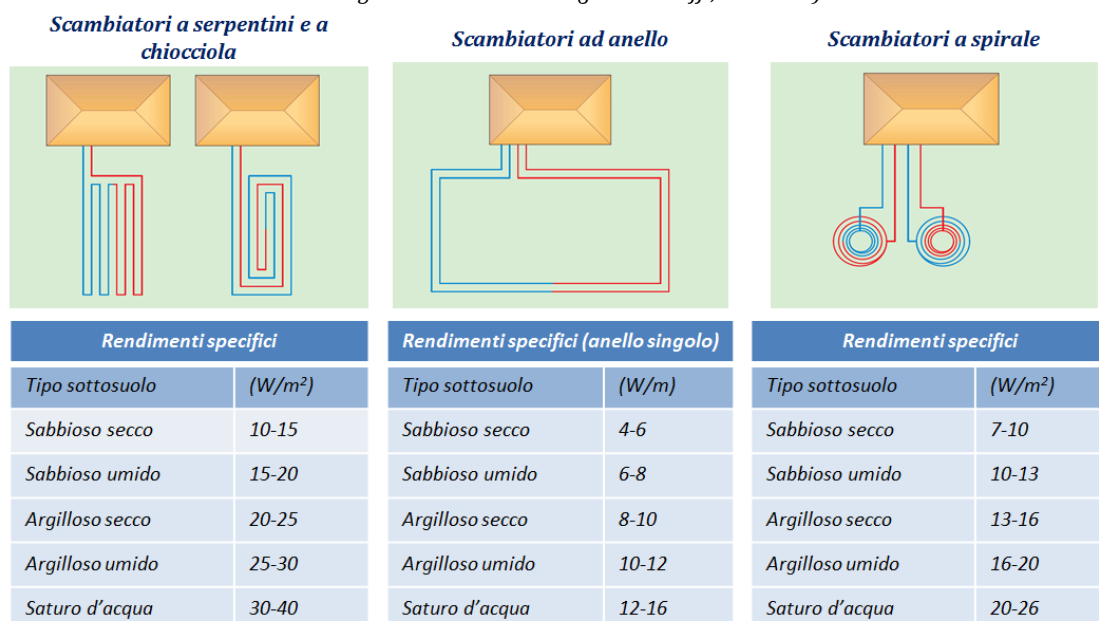 Scambiatori a serpentini e a
chiocciola
Scambiatori ad anello
Scambiatori a spirale
Rendimenti specifici
Tipo sottosuolo (W/m²)
Sabbioso secco 10-15
Sabbioso umido 15-20
Argilloso secco 20-25
Argilloso umido 25-30
Saturo d'acqua 30-40
Rendimenti specifici (anello singolo)
Tipo sottosuolo (W/m)
Sabbioso secco 4-6
Sabbioso umido 6-8
Argilloso secco 8-10
Argilloso umido 10-12
Saturo d'acqua 12-16
Rendimenti specifici
Tipo sottosuolo (W/m²)
Sabbioso secco 7-10
Sabbioso umido 10-13
Argilloso secco 13-16
Argilloso umido 16-20
Saturo d'acqua 20-26